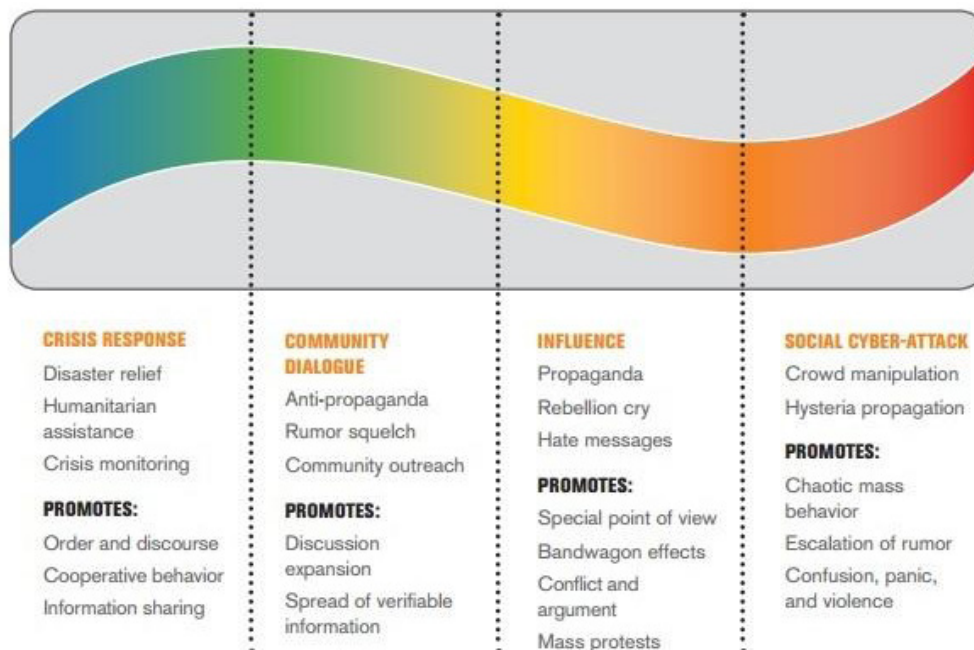 CRISIS RESPONSE
Disaster relief
Humanitarian
assistance
Crisis monitoring
PROMOTES:
Order and discourse
Cooperative behavior
Information sharing
COMMUNITY
DIALOGUE
Anti-propaganda
Rumor squelch
Community outreach
PROMOTES:
Discussion
expansion
Spread of verifiable
information
INFLUENCE
Propaganda
Rebellion cry
Hate messages
PROMOTES:
Special point of view
Bandwagon effects
Conflict and
argument
Mass protests
SOCIAL CYBER-ATTACK
Crowd manipulation
Hysteria propagation
PROMOTES:
Chaotic mass
behavior
Escalation of rumor
Confusion, panic,
and violence